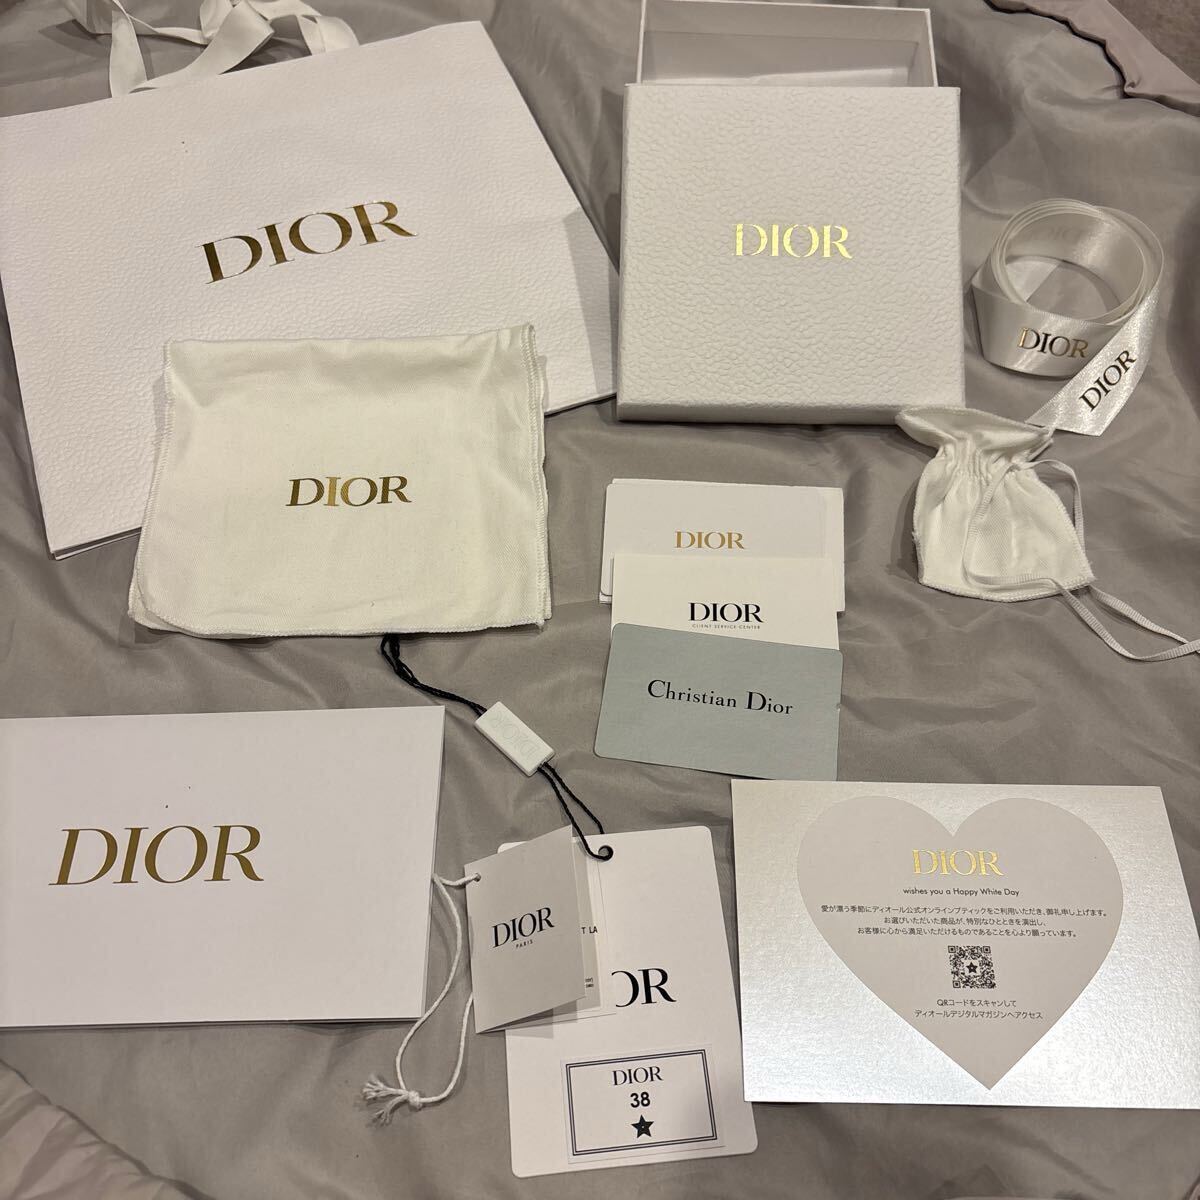 DIOR
DIOR
DIOR
DIOR
DIOR
DIOR
DIOR
CLIENT SERVICE CENTER
Christian Dior
DIOR
DIOR
DIOR
PARIS
T LA
OR
DIOR
38
DIOR
wishes you a Happy White Day
愛が漂う季節にディオール公式オンラインブティックをご利用いただき、御礼申し上げます。
お選びいただいた商品が、特別なひとときを演出し、
お客様に心から満足いただけるものであることを心より願っています。
QRコードをスキャンして
ディオールデジタルマガジンへアクセス